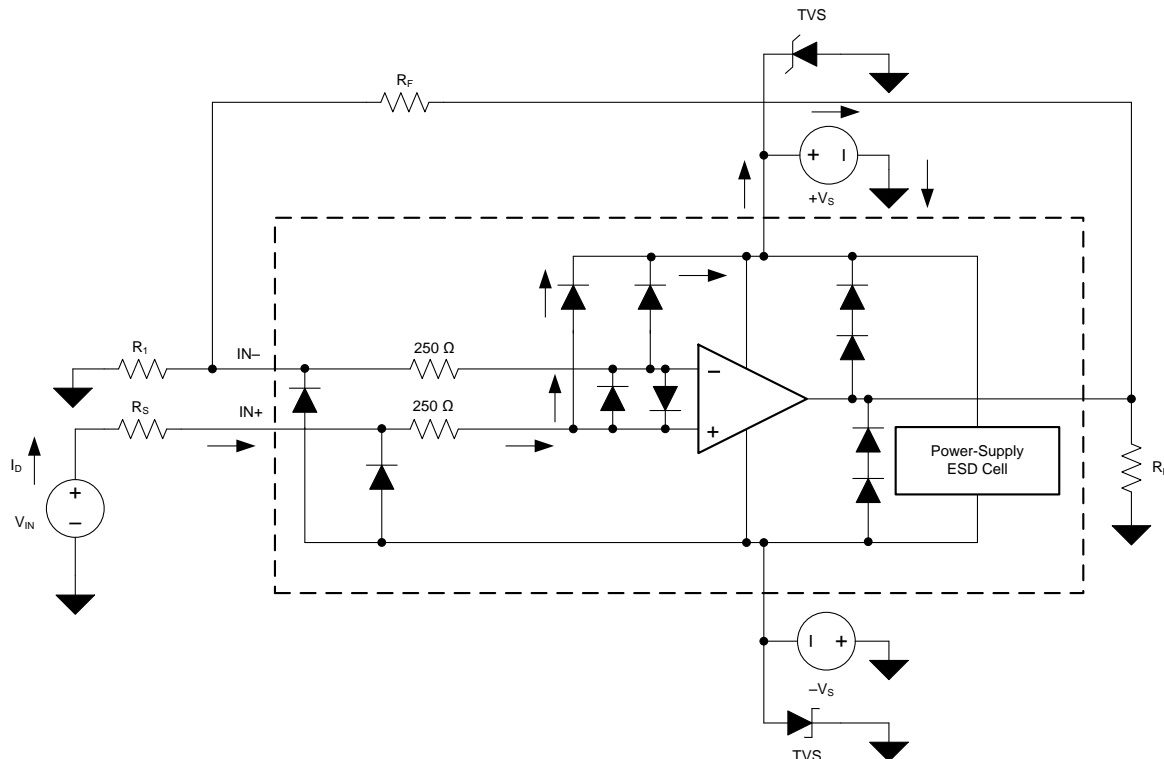 TVS
RF
+VS
R1
IN–
250 Ω
RS
IN+
250 Ω
ID
VIN
Power-Supply
ESD Cell
–VS
TVS